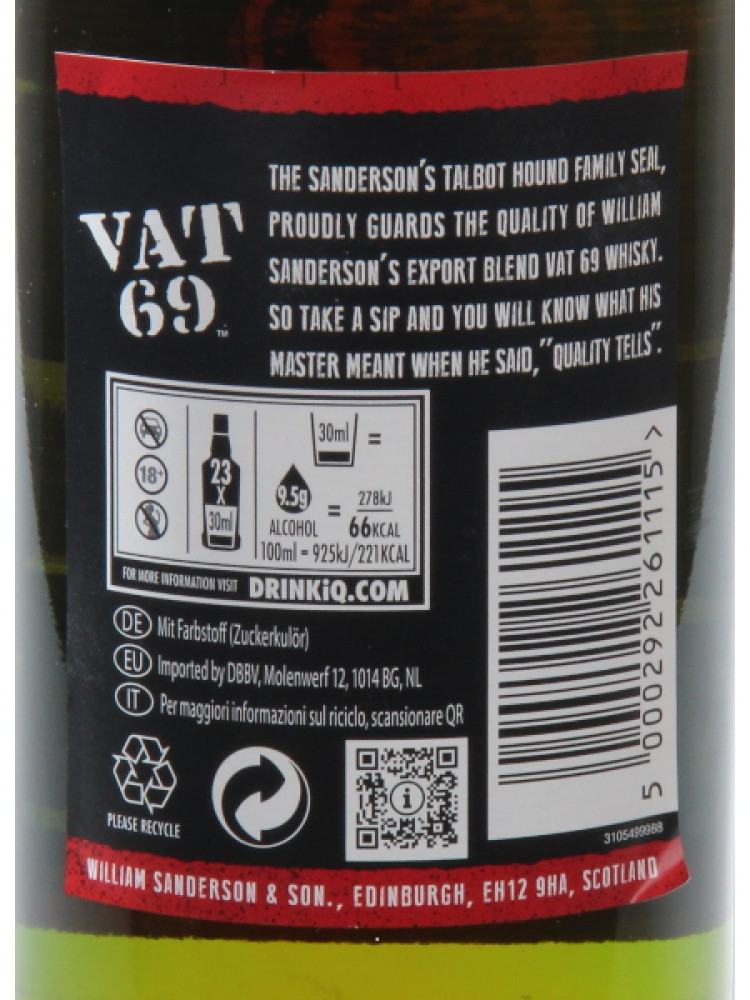 THE SANDERSON'S TALBOT HOUND FAMILY SEAL,
PROUDLY GUARDS THE QUALITY OF WILLIAM
SANDERSON'S EXPORT BLEND VAT 69 WHISKY.
SO TAKE A SIP AND YOU WILL KNOW WHAT HIS
MASTER MEANT WHEN HE SAID, "QUALITY TELLS".
VAT
69™
18+
23
X
30ml
30ml =
9.5g
ALCOHOL
= 278kJ
66KCAL
100ml = 925kJ/221KCAL
FOR MORE INFORMATION VISIT DRINKiQ.COM
DE Mit Farbstoff (Zuckerkulör)
EU Imported by DBBV, Molenwerf 12, 1014 BG, NL
IT Per maggiori informazioni sul riciclo, scansionare QR
PLEASE RECYCLE
i
5 000292 261115 >
3105499988
WILLIAM SANDERSON & SON., EDINBURGH, EH12 9HA, SCOTLAND